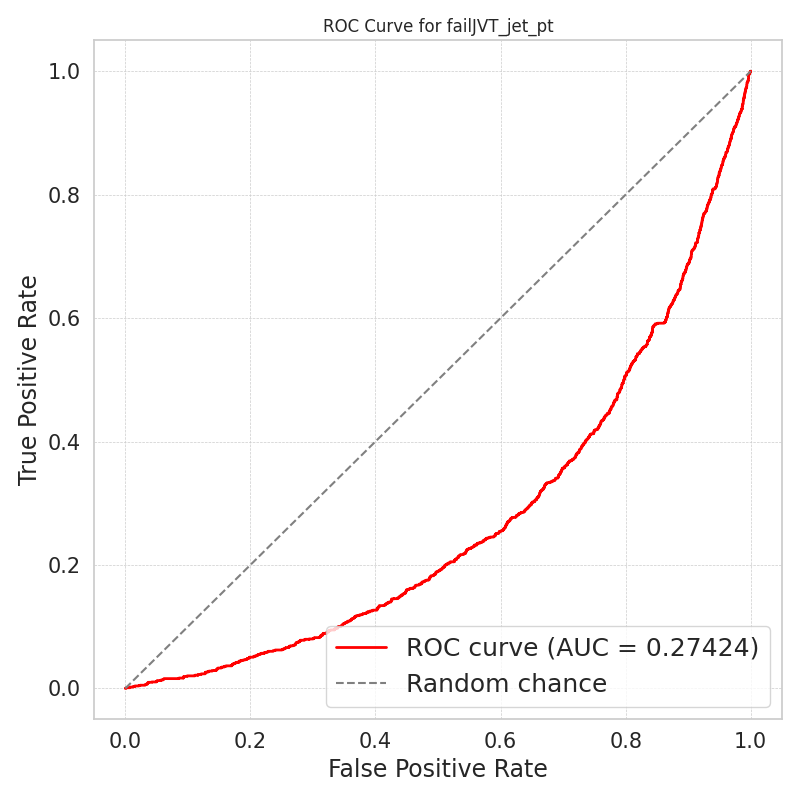 ROC Curve for failJVT_jet_pt
1.0
0.8
0.6
0.4
0.2
0.0
True Positive Rate
ROC curve (AUC = 0.27424)
Random chance
0.0 0.2 0.4 0.6 0.8 1.0
False Positive Rate